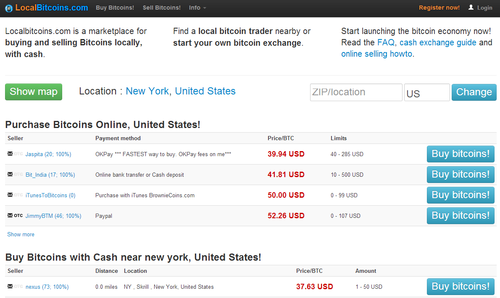 LocalBitcoins.com Buy Bitcoins! Sell Bitcoins! Info Register now! Login
Localbitcoins.com is a marketplace for
buying and selling Bitcoins locally,
with cash.
Find a local bitcoin trader nearby or
start your own bitcoin exchange.
Start launching the bitcoin economy now!
Read the FAQ, cash exchange guide and
online selling howto.
Show map Location : New York, United States ZIP/location US Change
Purchase Bitcoins Online, United States!
Seller Payment method Price/BTC Limits
Jaspita (20; 100%) OKPay *** FASTEST way to buy. OKPay fees on me*** 39.94 USD 40 - 285 USD Buy bitcoins!
Bit_India (17; 100%) Online bank transfer or Cash deposit 41.81 USD 10 - 500 USD Buy bitcoins!
iTunesToBitcoins (0) Purchase with iTunes BrownieCoins.com 50.00 USD 0 - 99 USD Buy bitcoins!
OTC JimmyBTM (46; 100%) Paypal 52.26 USD 0 - 107 USD Buy bitcoins!
Show more
Buy Bitcoins with Cash near new york, United States!
Seller Distance Location Price/BTC Amount
nexus (73; 100%) 0.0 miles NY , Skrill , New York, United States 37.63 USD 1 - 50 USD Buy bitcoins!